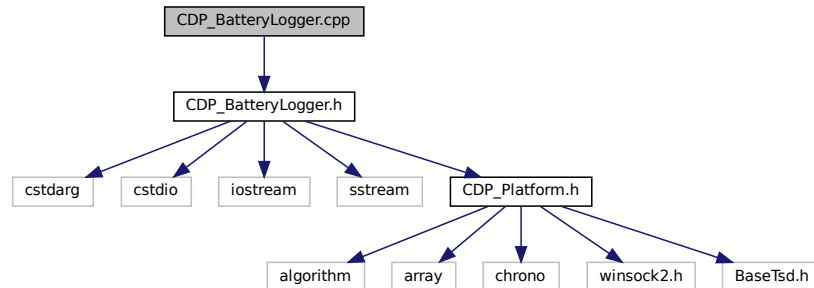 CDP_BatteryLogger.cpp
CDP_BatteryLogger.h
cstdarg
cstdio
iostream
sstream
CDP_Platform.h
algorithm
array
chrono
winsock2.h
BaseTsd.h